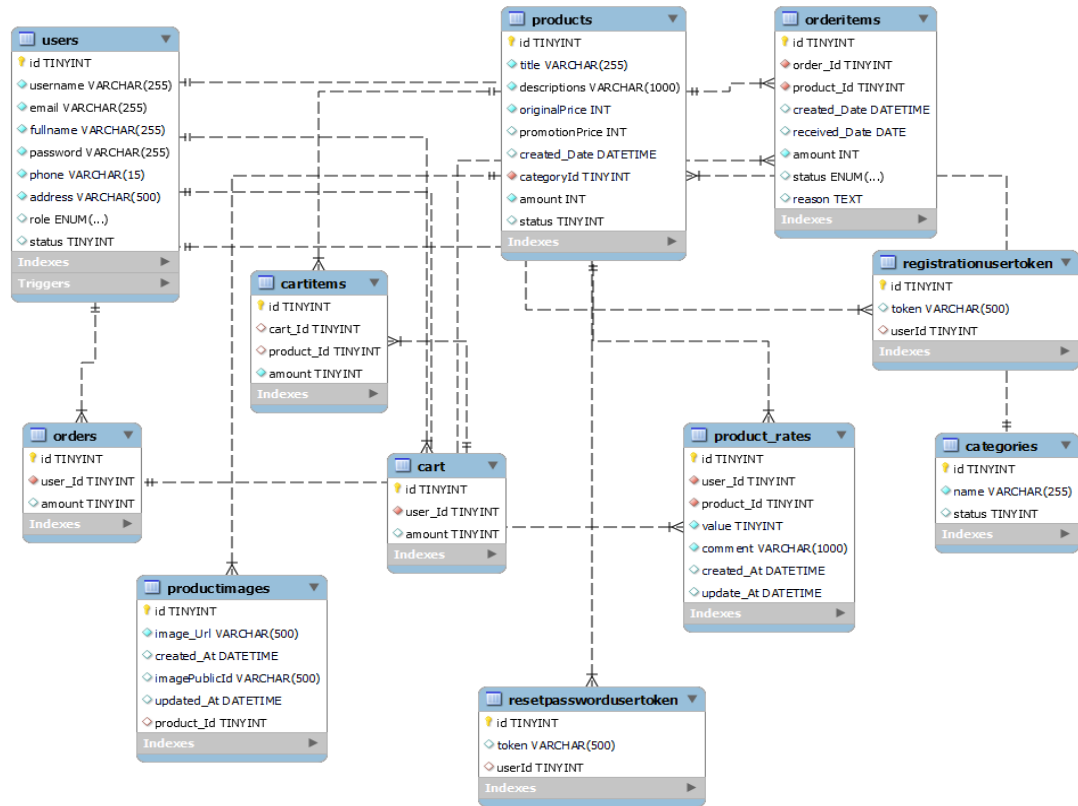 users
id TINYINT
username VARCHAR(255)
email VARCHAR(255)
fullname VARCHAR(255)
password VARCHAR(255)
phone VARCHAR(15)
address VARCHAR(500)
role ENUM(...)
status TINYINT
Indexes
Triggers
products
id TINYINT
title VARCHAR(255)
descriptions VARCHAR(1000)
originalPrice INT
promotionPrice INT
created_Date DATETIME
categoryId TINYINT
amount INT
status TINYINT
Indexes
orderitems
id TINYINT
order_Id TINYINT
product_Id TINYINT
created_Date DATETIME
received_Date DATE
amount INT
status ENUM(...)
reason TEXT
Indexes
cartitems
id TINYINT
cart_Id TINYINT
product_Id TINYINT
amount TINYINT
Indexes
registrationusertoken
id TINYINT
token VARCHAR(500)
userId TINYINT
Indexes
orders
id TINYINT
user_Id TINYINT
amount TINYINT
Indexes
cart
id TINYINT
user_Id TINYINT
amount TINYINT
Indexes
product_rates
id TINYINT
user_Id TINYINT
product_Id TINYINT
value TINYINT
comment VARCHAR(1000)
created_At DATETIME
update_At DATETIME
Indexes
categories
id TINYINT
name VARCHAR(255)
status TINYINT
Indexes
productimages
id TINYINT
image_Url VARCHAR(500)
created_At DATETIME
imagePublicId VARCHAR(500)
updated_At DATETIME
product_Id TINYINT
Indexes
resetpasswordusertoken
id TINYINT
token VARCHAR(500)
userId TINYINT
Indexes